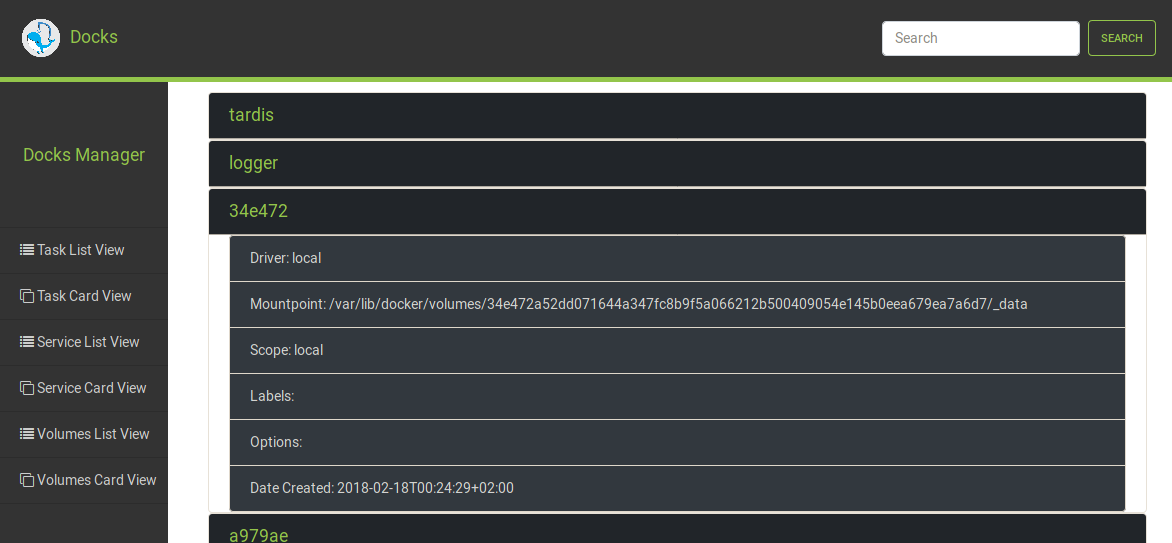 Docks
Search
SEARCH
Docks Manager
Task List View
Task Card View
Service List View
Service Card View
Volumes List View
Volumes Card View
tardis
logger
34e472
Driver: local
Mountpoint: /var/lib/docker/volumes/34e472a52dd071644a347fc8b9f5a066212b500409054e145b0eea679ea7a6d7/_data
Scope: local
Labels:
Options:
Date Created: 2018-02-18T00:24:29+02:00
a979ae